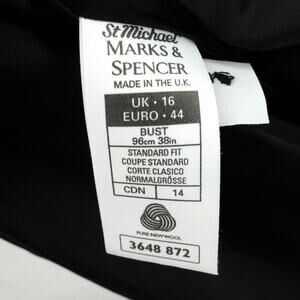 St Michael
MARKS &
SPENCER
MADE IN THE U.K.
UK • 16
EURO • 44
BUST
96cm 38in
STANDARD FIT
COUPE STANDARD
CORTE CLASICO
NORMALGRÖSSE
CDN 14
PURE NEW WOOL
3648 872